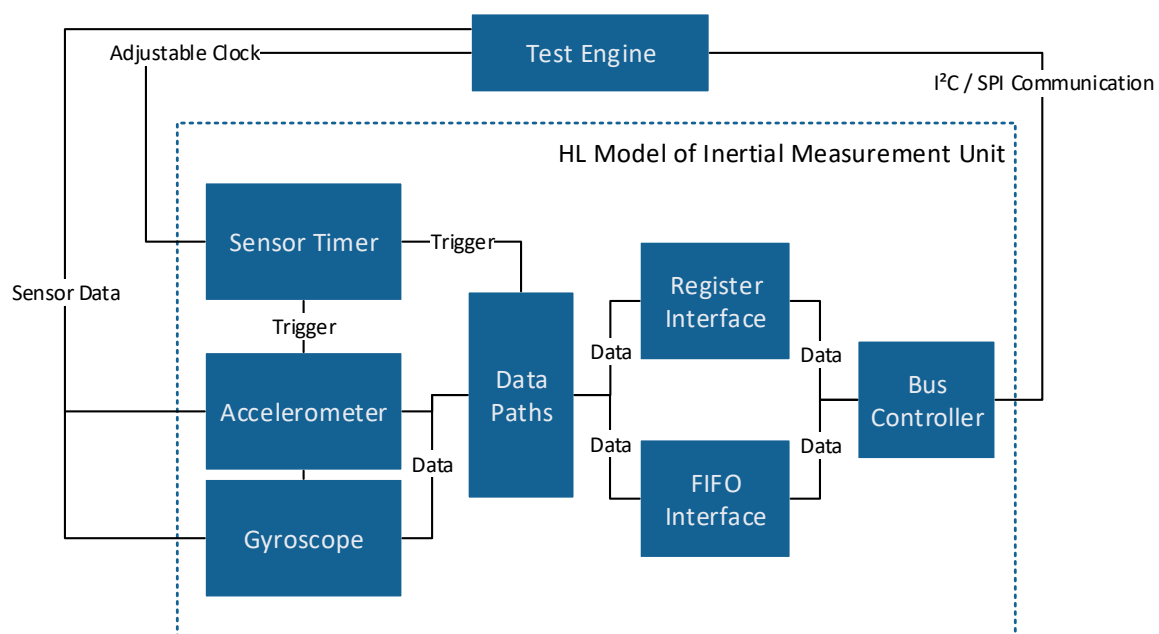 Test Engine
Adjustable Clock
I²C / SPI Communication
HL Model of Inertial Measurement Unit
Sensor Timer
Trigger
Sensor Data
Trigger
Register
Interface
Data
Data
Accelerometer
Data
Paths
Bus
Controller
Data
Data
Data
Gyroscope
FIFO
Interface